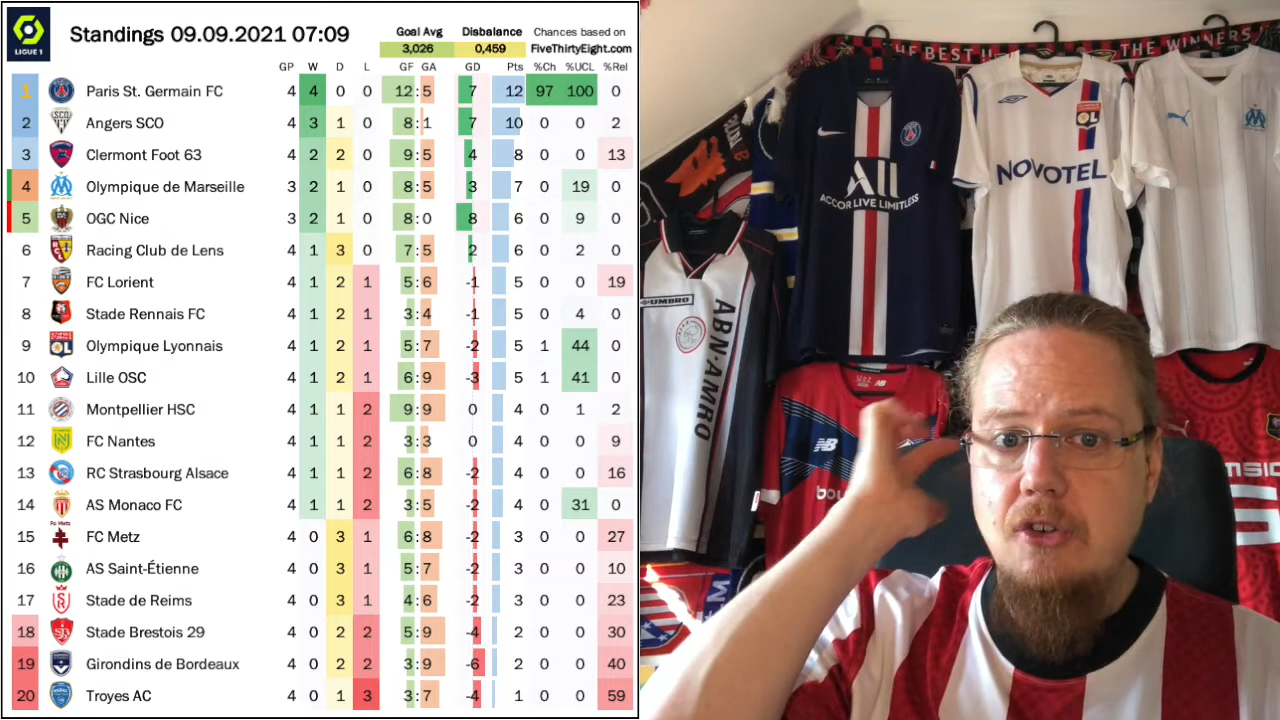 LIGUE 1
Standings 09.09.2021 07:09
Goal Avg Disbalance Chances based on
3,026 0,459 FiveThirtyEight.com
GP W D L GF GA GD Pts %Ch %UCL %Rel
1 Paris St. Germain FC 4 4 0 0 12 : 5 7 12 97 100 0
2 Angers SCO 4 3 1 0 8 : 1 7 10 0 0 2
3 Clermont Foot 63 4 2 2 0 9 : 5 4 8 0 0 13
4 Olympique de Marseille 3 2 1 0 8 : 5 3 7 0 19 0
5 OGC Nice 3 2 1 0 8 : 0 8 6 0 9 0
6 Racing Club de Lens 4 1 3 0 7 : 5 2 6 0 2 0
7 FC Lorient 4 1 2 1 5 : 6 -1 5 0 0 19
8 Stade Rennais FC 4 1 2 1 3 : 4 -1 5 0 4 0
9 Olympique Lyonnais 4 1 2 1 5 : 7 -2 5 1 44 0
10 Lille OSC 4 1 2 1 6 : 9 -3 5 1 41 0
11 Montpellier HSC 4 1 1 2 9 : 9 0 4 0 1 2
12 FC Nantes 4 1 1 2 3 : 3 0 4 0 0 9
13 RC Strasbourg Alsace 4 1 1 2 6 : 8 -2 4 0 0 16
14 AS Monaco FC 4 1 1 2 3 : 5 -2 4 0 31 0
Fc Metz
15 FC Metz 4 0 3 1 6 : 8 -2 3 0 0 27
16 AS Saint-Étienne 4 0 3 1 5 : 7 -2 3 0 0 10
17 Stade de Reims 4 0 3 1 4 : 6 -2 3 0 0 23
18 Stade Brestois 29 4 0 2 2 5 : 9 -4 2 0 0 30
19 Girondins de Bordeaux 4 0 2 2 3 : 9 -6 2 0 0 40
20 Troyes AC 4 0 1 3 3 : 7 -4 1 0 0 59
THE BEST
THE WINNERS
All
ACCOR LIVE LIMITLESS
OL
NOVOTEL
UMBRO
ABN·AMRO
NB
bou